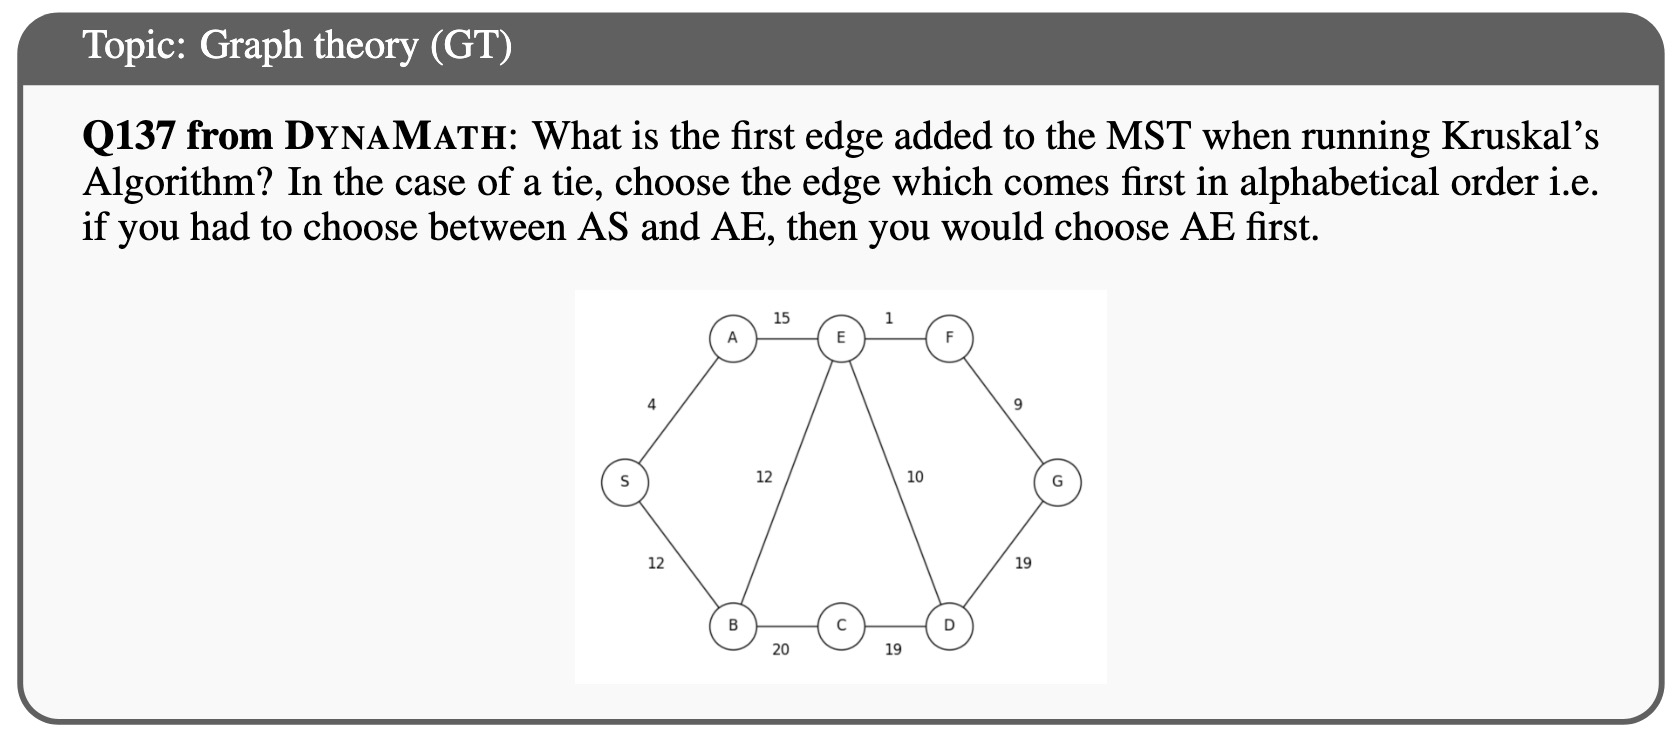 Topic: Graph theory (GT)
Q137 from DYNAMATH: What is the first edge added to the MST when running Kruskal’s
Algorithm? In the case of a tie, choose the edge which comes first in alphabetical order i.e.
if you had to choose between AS and AE, then you would choose AE first.
15 1
A E F
4 9
S 12 10 G
12 19
B C D
20 19